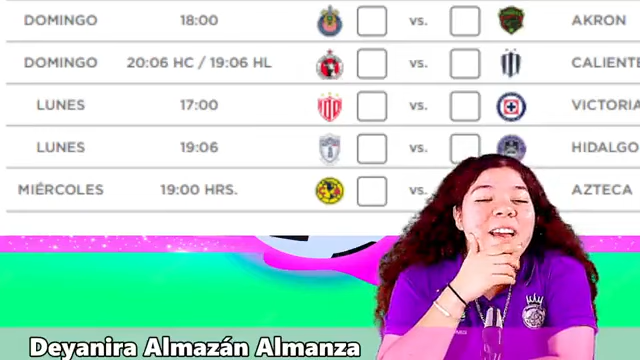 DOMINGO 18:00 vs. AKRON
DOMINGO 20:06 HC / 19:06 HL vs. CALIENTE
LUNES 17:00 vs. VICTORIA
LUNES 19:06 vs. HIDALGO
MIÉRCOLES 19:00 HRS. vs. AZTECA
Deyanira Almazán Almanza